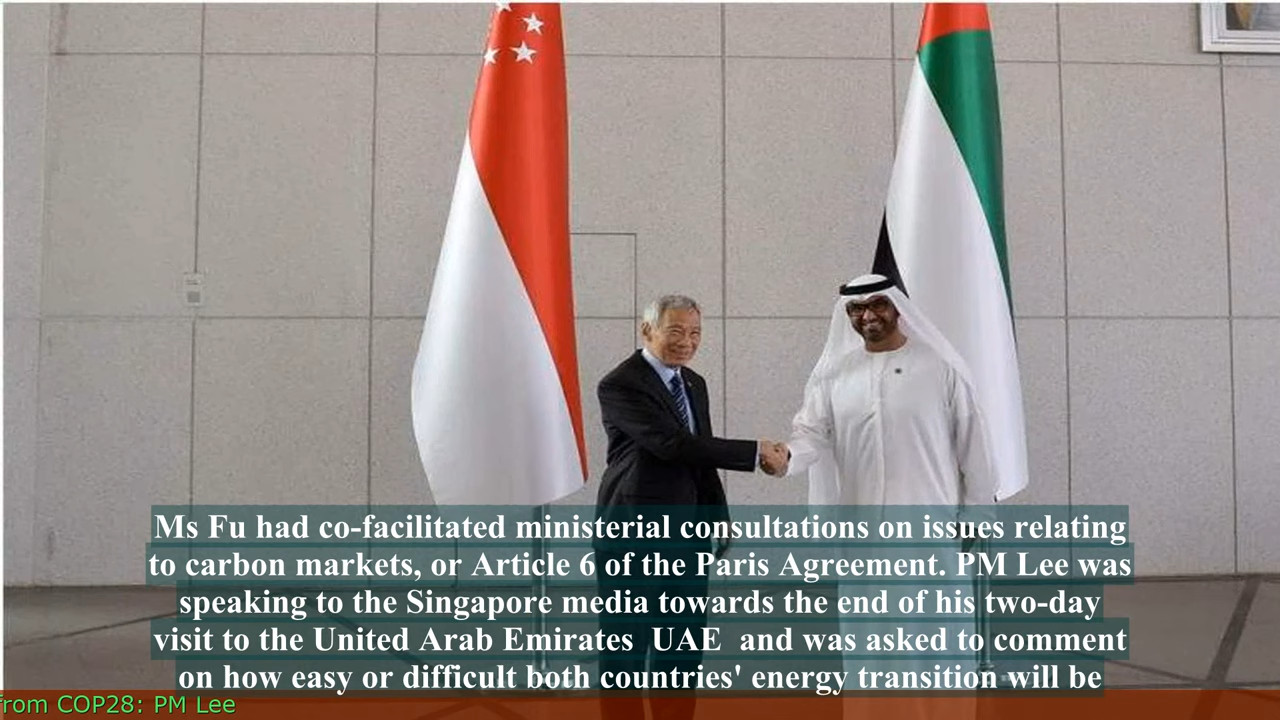 Ms Fu had co-facilitated ministerial consultations on issues relating
to carbon markets, or Article 6 of the Paris Agreement. PM Lee was
speaking to the Singapore media towards the end of his two-day
visit to the United Arab Emirates  UAE  and was asked to comment
on how easy or difficult both countries' energy transition will be
from COP28: PM Lee